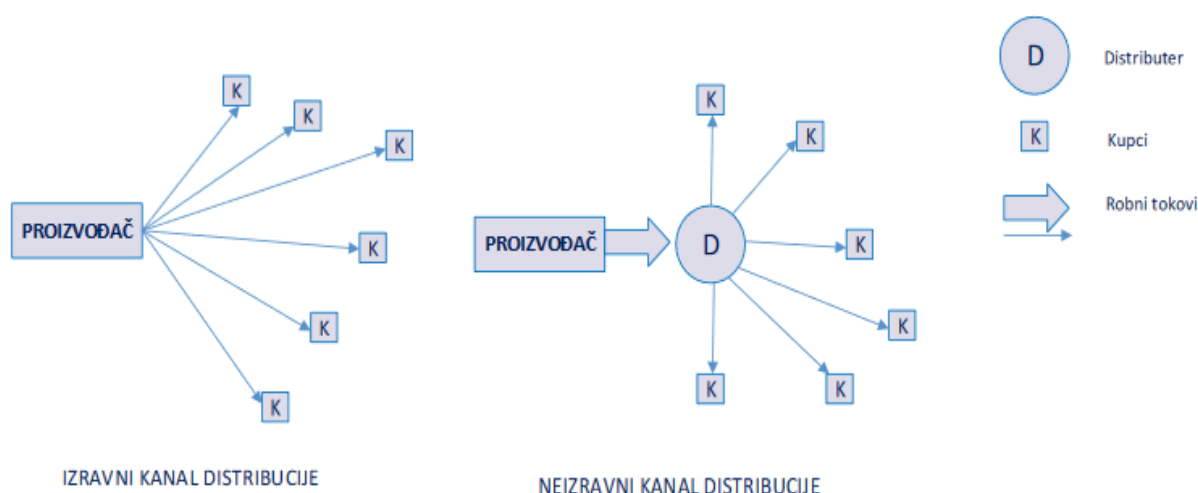 K
K
K
PROIZVOĐAČ
K
K
K
IZRAVNI KANAL DISTRIBUCIJE
K
K
PROIZVOĐAČ
D
K
K
K
K
NEIZRAVNI KANAL DISTRIBUCIJE
D
Distributer
K
Kupci
Robni tokovi